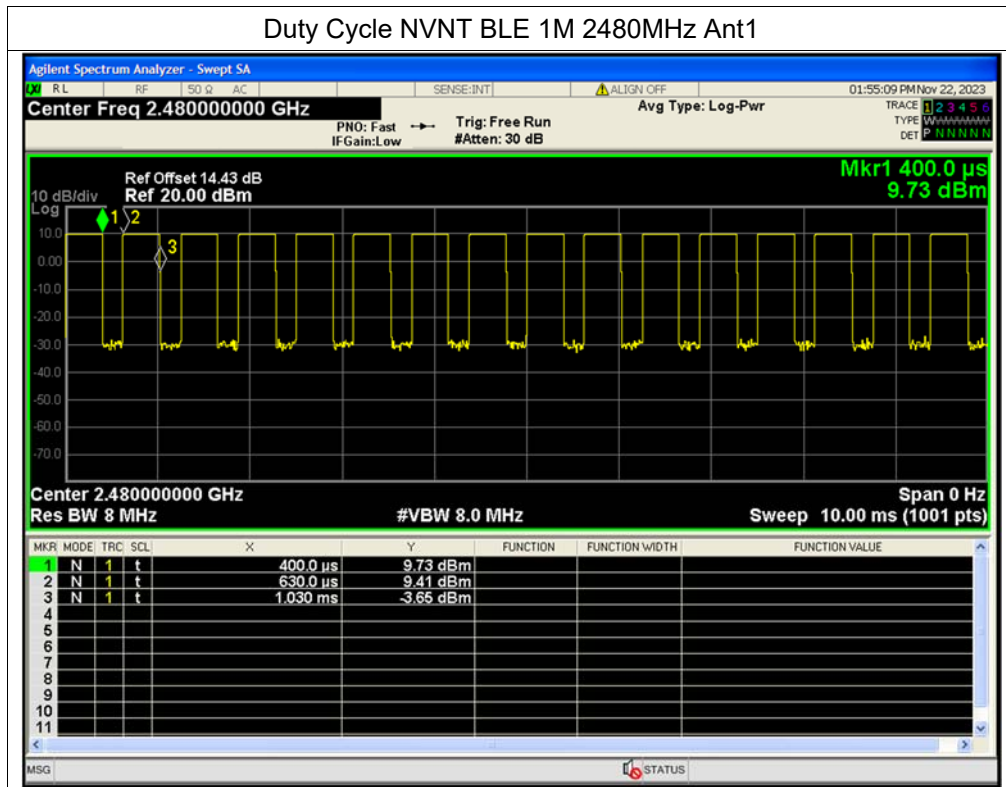 Duty Cycle NVNT BLE 1M 2480MHz Ant1
Agilent Spectrum Analyzer - Swept SA
LXI RL RF 50 Ω AC SENSE:INT ALIGN OFF 01:55:09 PM Nov 22, 2023
Center Freq 2.480000000 GHz Avg Type: Log-Pwr TRACE 1 2 3 4 5 6
PNO: Fast Trig: Free Run TYPE W
IFGain:Low #Atten: 30 dB DET P N N N N N
Mkr1 400.0 µs
Ref Offset 14.43 dB 9.73 dBm
10 dB/div Ref 20.00 dBm
Log
1 2
10.0
3
0.00
-10.0
-20.0
-30.0
-40.0
-50.0
-60.0
-70.0
Center 2.480000000 GHz Span 0 Hz
Res BW 8 MHz #VBW 8.0 MHz Sweep 10.00 ms (1001 pts)
MKR MODE TRC SCL X Y FUNCTION FUNCTION WIDTH FUNCTION VALUE
1 N 1 t 400.0 µs 9.73 dBm
2 N 1 t 630.0 µs 9.41 dBm
3 N 1 t 1.030 ms -3.65 dBm
4
5
6
7
8
9
10
11
MSG STATUS